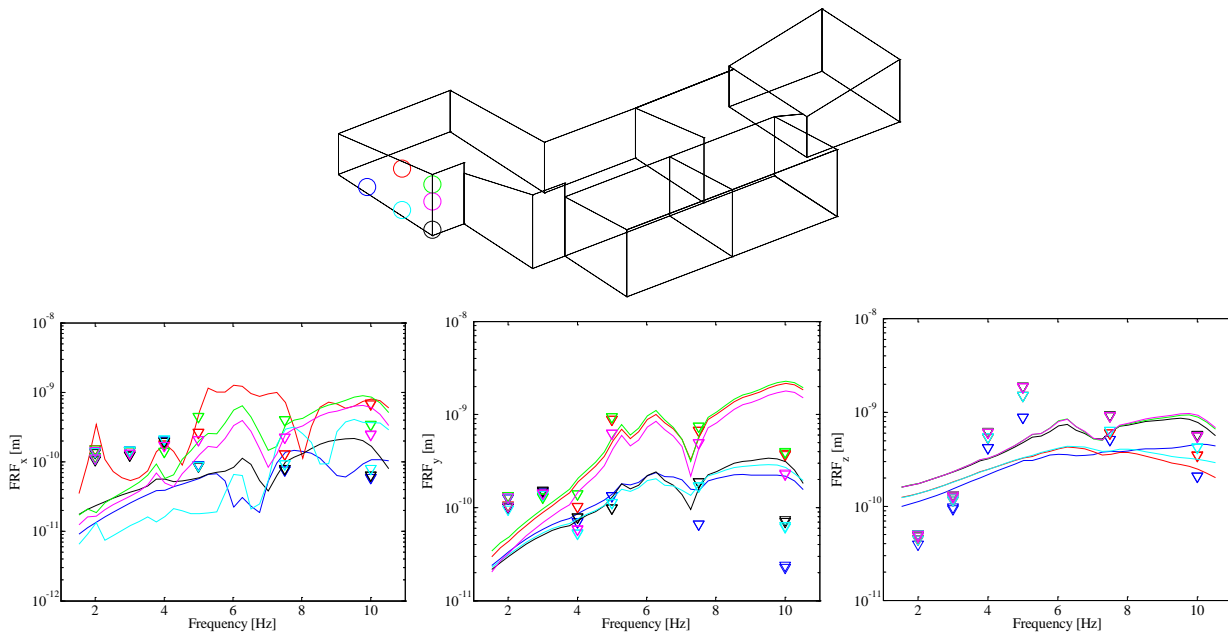 10⁻⁸
10⁻⁹
10⁻¹⁰
10⁻¹¹
10⁻¹²
FRFₓ [m]
2 4 6 8 10
Frequency [Hz]
10⁻⁸
10⁻⁹
10⁻¹⁰
10⁻¹¹
FRFᵧ [m]
2 4 6 8 10
Frequency [Hz]
10⁻⁸
10⁻⁹
10⁻¹⁰
10⁻¹¹
FRF_z [m]
2 4 6 8 10
Frequency [Hz]